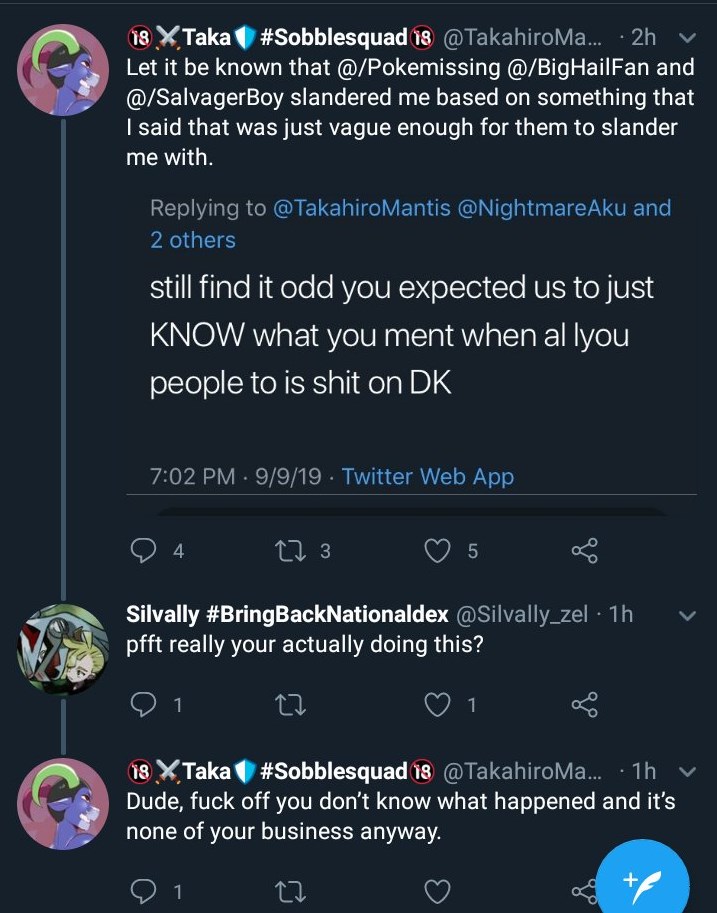 🔞⚔️Taka🛡️#Sobblesquad🔞 @TakahiroMa... · 2h
Let it be known that @/Pokemissing @/BigHailFan and
@/SalvagerBoy slandered me based on something that
I said that was just vague enough for them to slander
me with.
Replying to @TakahiroMantis @NightmareAku and
2 others
still find it odd you expected us to just
KNOW what you ment when al lyou
people to is shit on DK
7:02 PM · 9/9/19 · Twitter Web App
4 3 5
Silvally #BringBackNationaldex @Silvally_zel · 1h
pfft really your actually doing this?
1 1
🔞⚔️Taka🛡️#Sobblesquad🔞 @TakahiroMa... · 1h
Dude, fuck off you don't know what happened and it's
none of your business anyway.
1